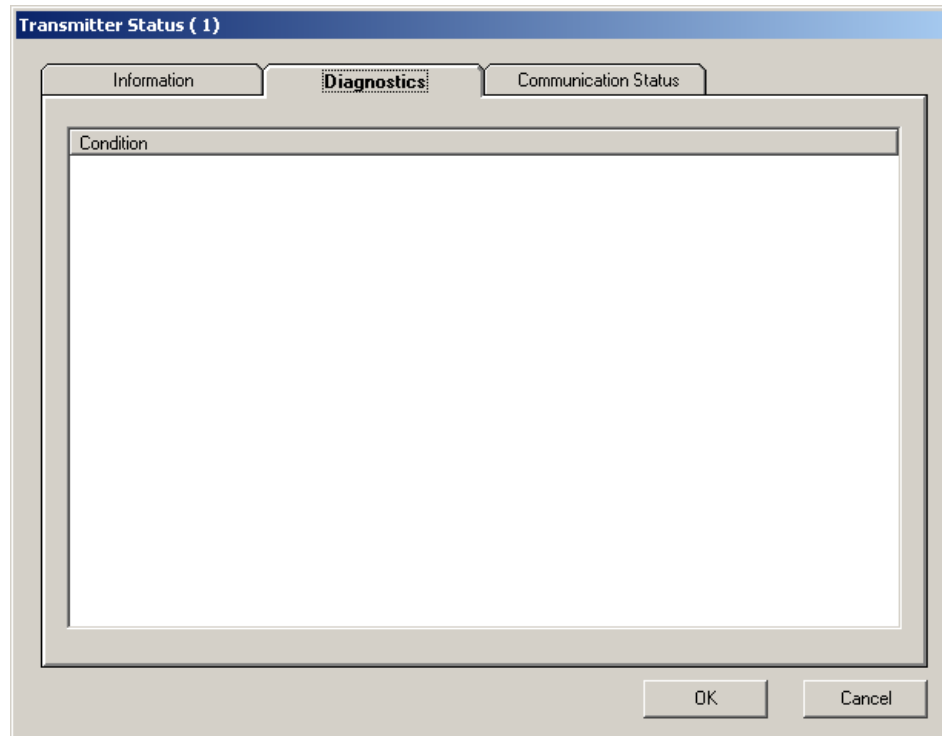 Transmitter Status ( 1)
Information Diagnostics Communication Status
Condition
OK Cancel